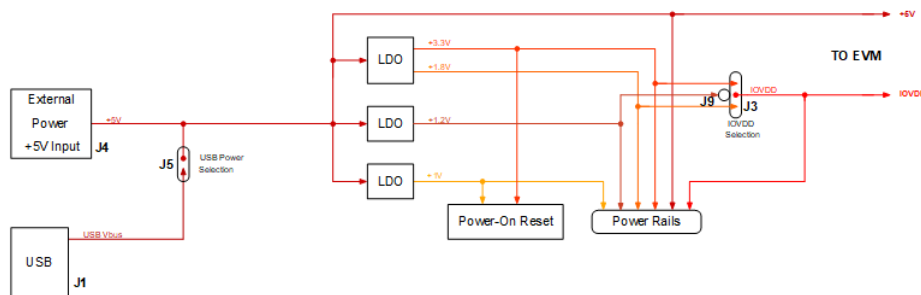 +5V
+3.3V
LDO
+1.8V
TO EVM
External
Power
+5V Input
J4
+5V
J9
IOVDD
J3
IOVDD
IOVDD
Selection
LDO
+1.2V
J5
USB Power
Selection
LDO
+1V
Power-On Reset
Power Rails
USB Vbus
USB
J1